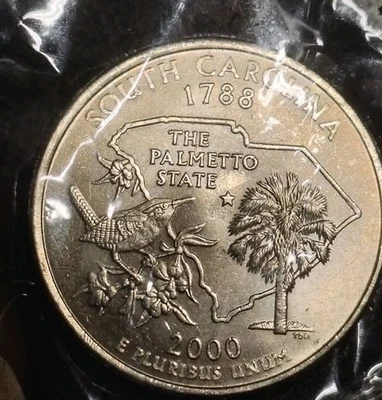 SOUTH CAROLINA
1788
THE
PALMETTO
STATE
2000
E PLURIBUS UNUM